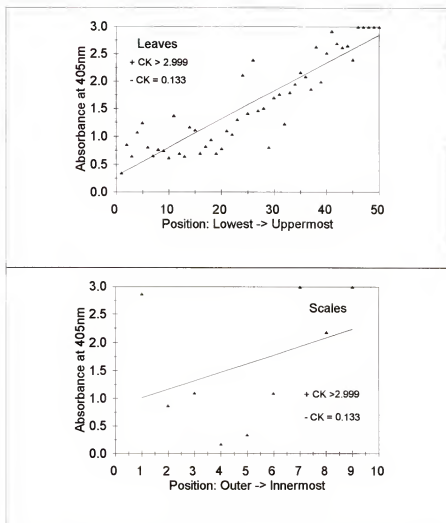 3.0
Leaves
+ CK > 2.999
- CK = 0.133
2.5
2.0
1.5
1.0
0.5
0.0
Absorbance at 405nm
0 10 20 30 40 50
Position: Lowest -> Uppermost
3.0
Scales
2.5
2.0
1.5
1.0
+ CK >2.999
- CK = 0.133
0.5
0.0
Absorbance at 405nm
0 1 2 3 4 5 6 7 8 9 10
Position: Outer -> Innermost